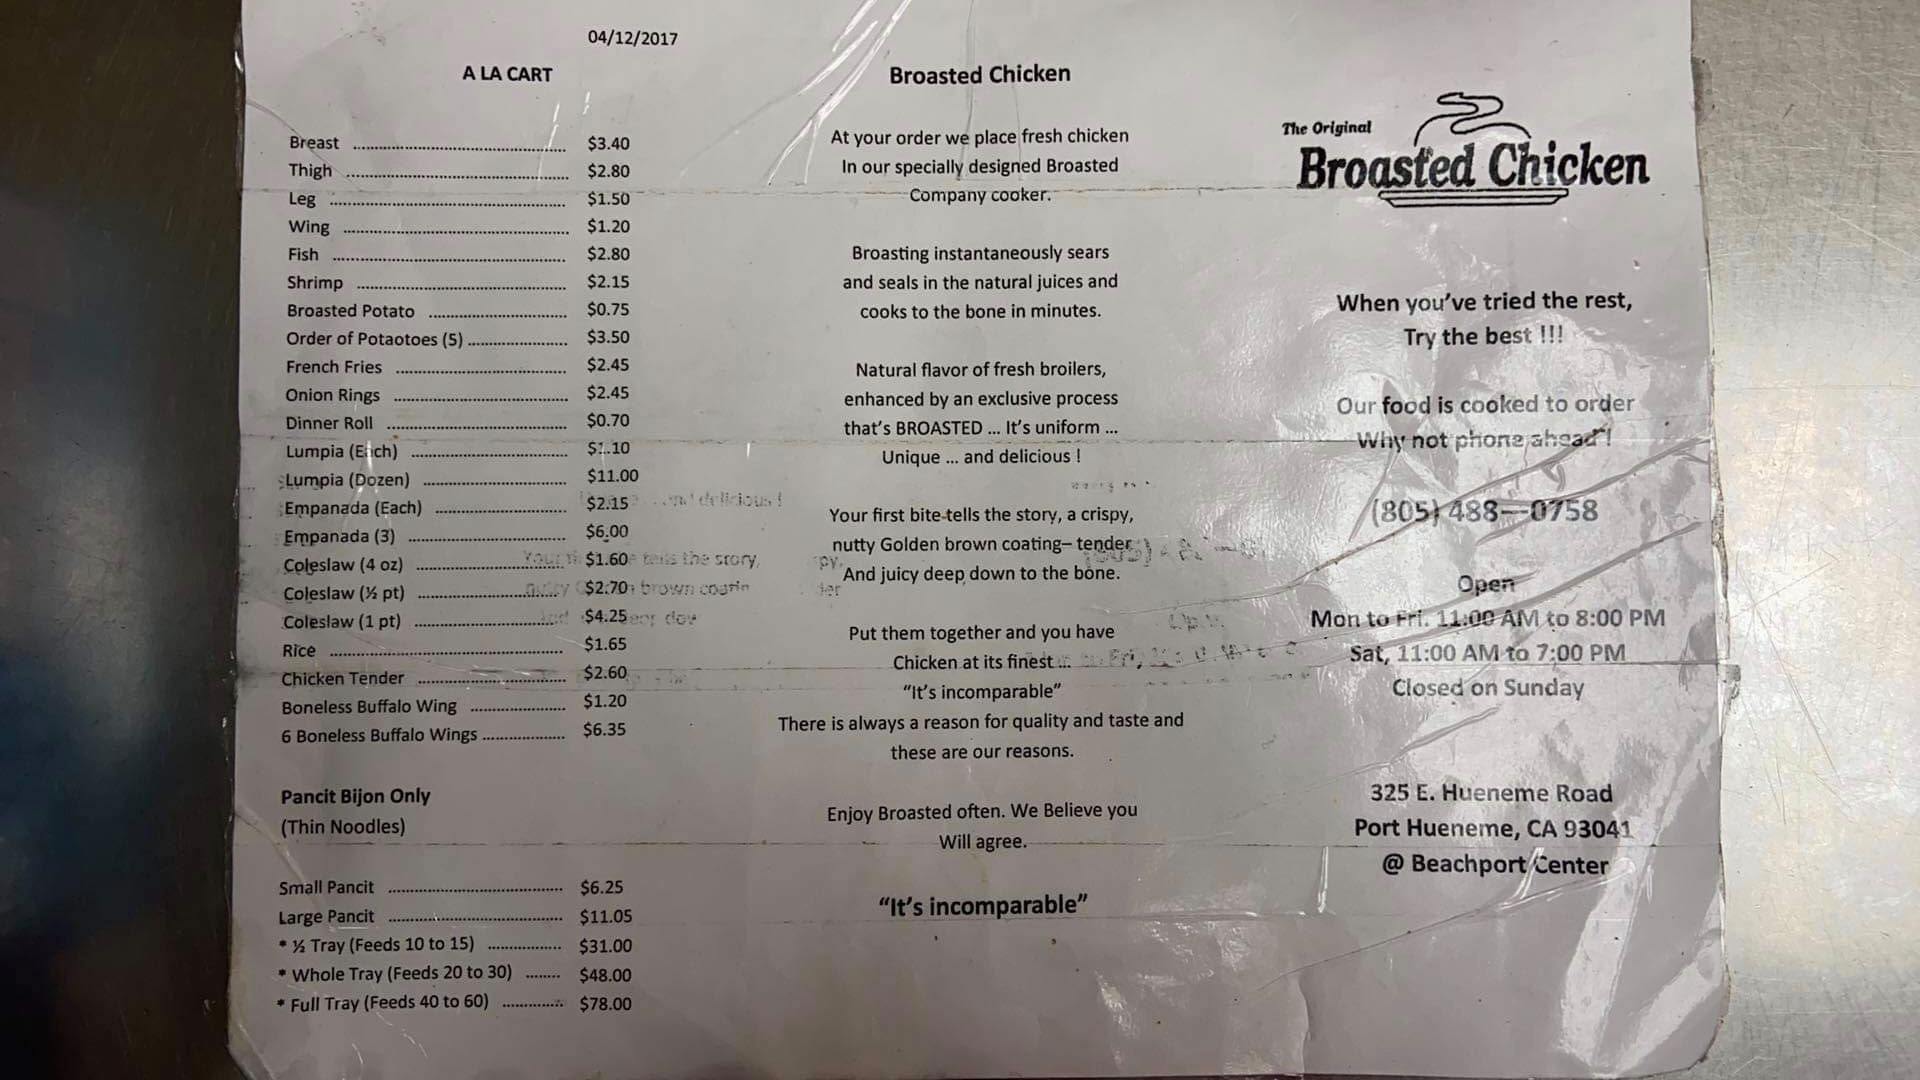 04/12/2017
A LA CART
Breast ........ $3.40
Thigh ........ $2.80
Leg ........ $1.50
Wing ........ $1.20
Fish ........ $2.80
Shrimp ........ $2.15
Broasted Potato ........ $0.75
Order of Potaotoes (5) ........ $3.50
French Fries ........ $2.45
Onion Rings ........ $2.45
Dinner Roll ........ $0.70
Lumpia (Each) ........ $1.10
Lumpia (Dozen) ........ $11.00
Empanada (Each) ........ $2.15
Empanada (3) ........ $6.00
Coleslaw (4 oz) ........ $1.60
Coleslaw (½ pt) ........ $2.70
Coleslaw (1 pt) ........ $4.25
Rice ........ $1.65
Chicken Tender ........ $2.60
Boneless Buffalo Wing ........ $1.20
6 Boneless Buffalo Wings ........ $6.35
Pancit Bijon Only
(Thin Noodles)
Small Pancit ........ $6.25
Large Pancit ........ $11.05
* ½ Tray (Feeds 10 to 15) ........ $31.00
* Whole Tray (Feeds 20 to 30) ........ $48.00
* Full Tray (Feeds 40 to 60) ........ $78.00
Broasted Chicken
At your order we place fresh chicken
In our specially designed Broasted
Company cooker.
Broasting instantaneously sears
and seals in the natural juices and
cooks to the bone in minutes.
Natural flavor of fresh broilers,
enhanced by an exclusive process
that's BROASTED ... It's uniform ...
Unique ... and delicious !
Your first bite tells the story, a crispy,
nutty Golden brown coating– tender
And juicy deep down to the bone.
Put them together and you have
Chicken at its finest ...
"It's incomparable"
There is always a reason for quality and taste and
these are our reasons.
Enjoy Broasted often. We Believe you
Will agree.
"It's incomparable"
The Original
Broasted Chicken
When you've tried the rest,
Try the best !!!
Our food is cooked to order
Why not phone ahead !
(805) 488—0758
Open
Mon to Fri. 11:00 AM to 8:00 PM
Sat, 11:00 AM to 7:00 PM
Closed on Sunday
325 E. Hueneme Road
Port Hueneme, CA 93041
@ Beachport Center